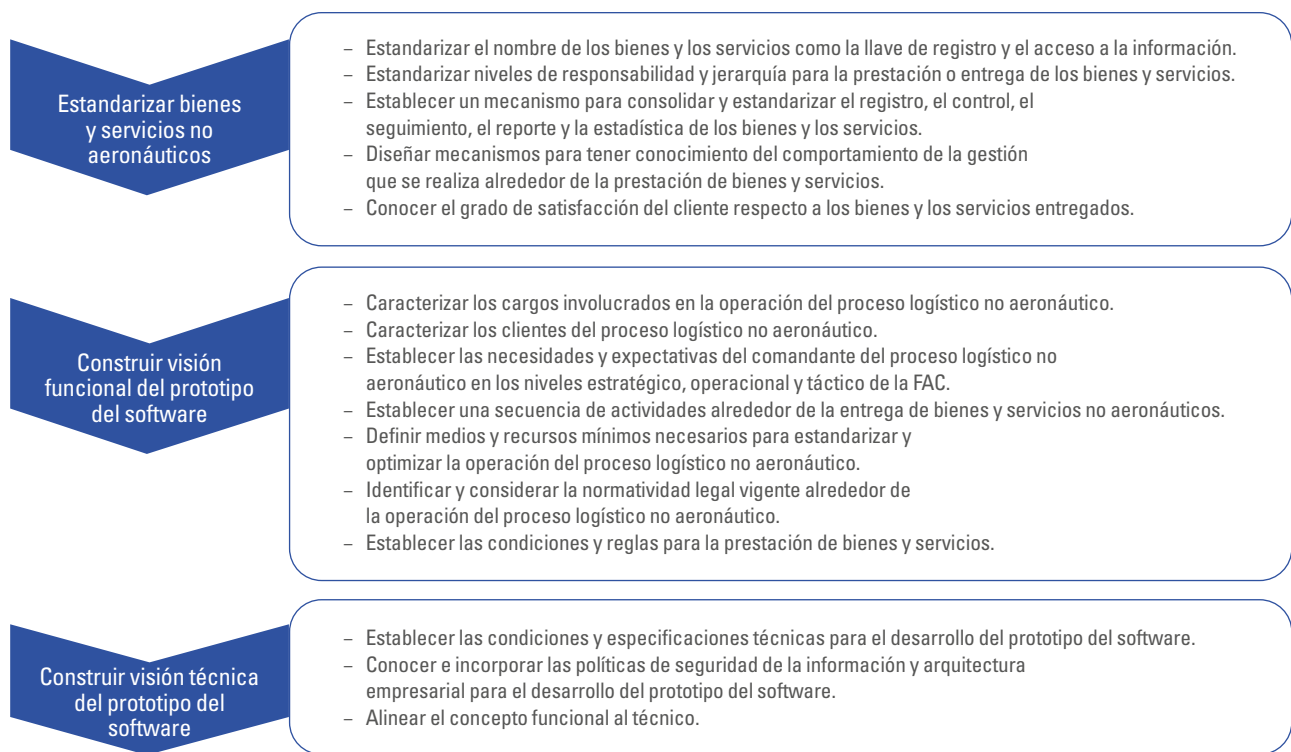 Estandarizar bienes
y servicios no
aeronáuticos
– Estandarizar el nombre de los bienes y los servicios como la llave de registro y el acceso a la información.
– Estandarizar niveles de responsabilidad y jerarquía para la prestación o entrega de los bienes y servicios.
– Establecer un mecanismo para consolidar y estandarizar el registro, el control, el
seguimiento, el reporte y la estadística de los bienes y los servicios.
– Diseñar mecanismos para tener conocimiento del comportamiento de la gestión
que se realiza alrededor de la prestación de bienes y servicios.
– Conocer el grado de satisfacción del cliente respecto a los bienes y los servicios entregados.
Construir visión
funcional del prototipo
del software
– Caracterizar los cargos involucrados en la operación del proceso logístico no aeronáutico.
– Caracterizar los clientes del proceso logístico no aeronáutico.
– Establecer las necesidades y expectativas del comandante del proceso logístico no
aeronáutico en los niveles estratégico, operacional y táctico de la FAC.
– Establecer una secuencia de actividades alrededor de la entrega de bienes y servicios no aeronáuticos.
– Definir medios y recursos mínimos necesarios para estandarizar y
optimizar la operación del proceso logístico no aeronáutico.
– Identificar y considerar la normatividad legal vigente alrededor de
la operación del proceso logístico no aeronáutico.
– Establecer las condiciones y reglas para la prestación de bienes y servicios.
Construir visión técnica
del prototipo del
software
– Establecer las condiciones y especificaciones técnicas para el desarrollo del prototipo del software.
– Conocer e incorporar las políticas de seguridad de la información y arquitectura
empresarial para el desarrollo del prototipo del software.
– Alinear el concepto funcional al técnico.